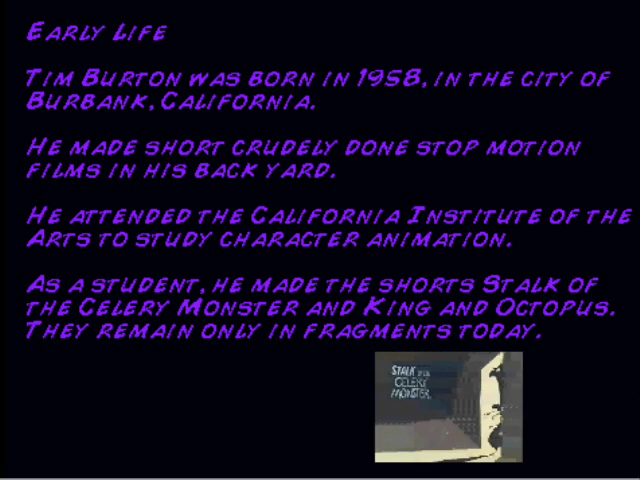 Early Life
Tim Burton was born in 1958, in the city of
Burbank, California.
He made short crudely done stop motion
films in his back yard.
He attended the California Institute of the
Arts to study character animation.
As a student, he made the shorts Stalk of
the Celery Monster and King and Octopus.
They remain only in fragments today.
STALK OF THE
CELERY
MONSTER